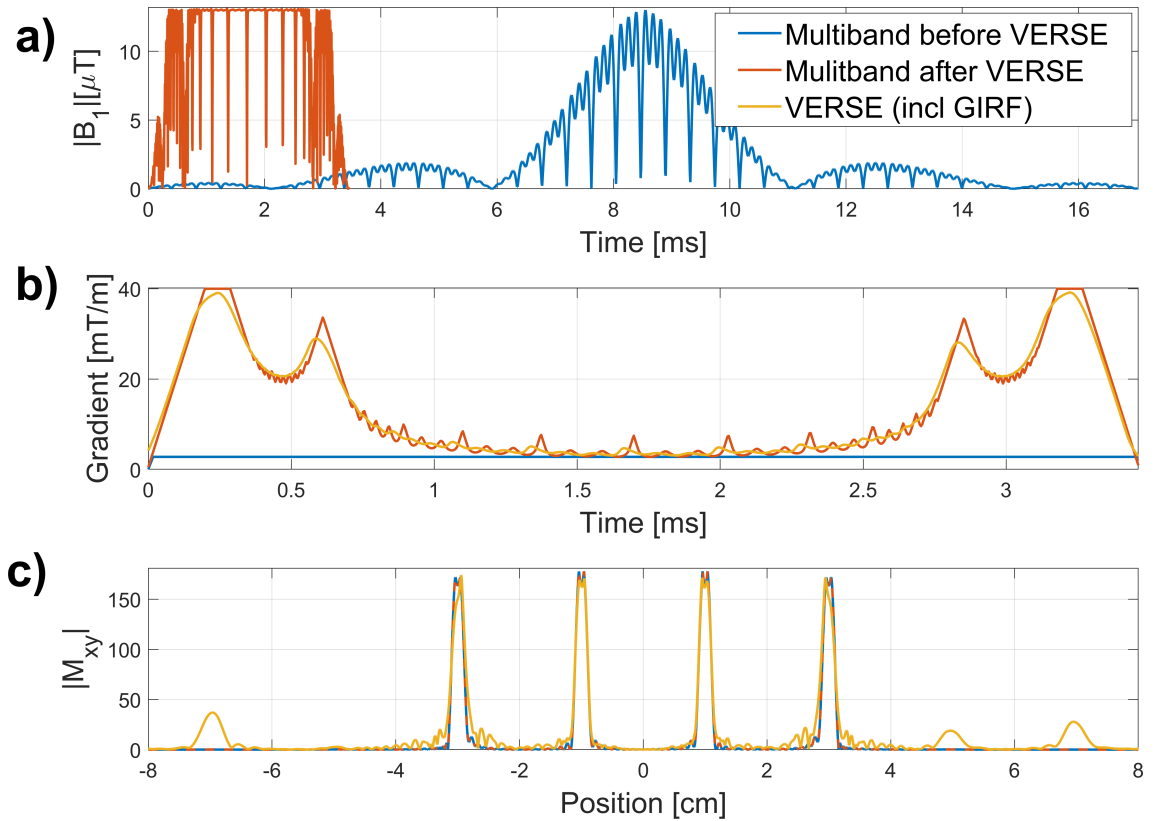 a)
|B1|[μT]
10
5
0
Multiband before VERSE
Mulitband after VERSE
VERSE (incl GIRF)
0 2 4 6 8 10 12 14 16
Time [ms]
b)
Gradient [mT/m]
40
20
0
0 0.5 1 1.5 2 2.5 3
Time [ms]
c)
|Mxy|
150
100
50
0
-8 -6 -4 -2 0 2 4 6 8
Position [cm]